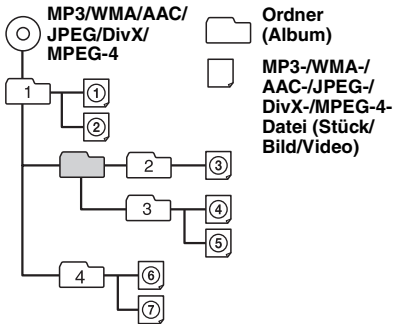 MP3/WMA/AAC/
JPEG/DivX/
MPEG-4
Ordner
(Album)
MP3-/WMA-/
AAC-/JPEG-/
DivX-/MPEG-4-
Datei (Stück/
Bild/Video)
1
①
②
2
③
3
④
⑤
4
⑥
⑦